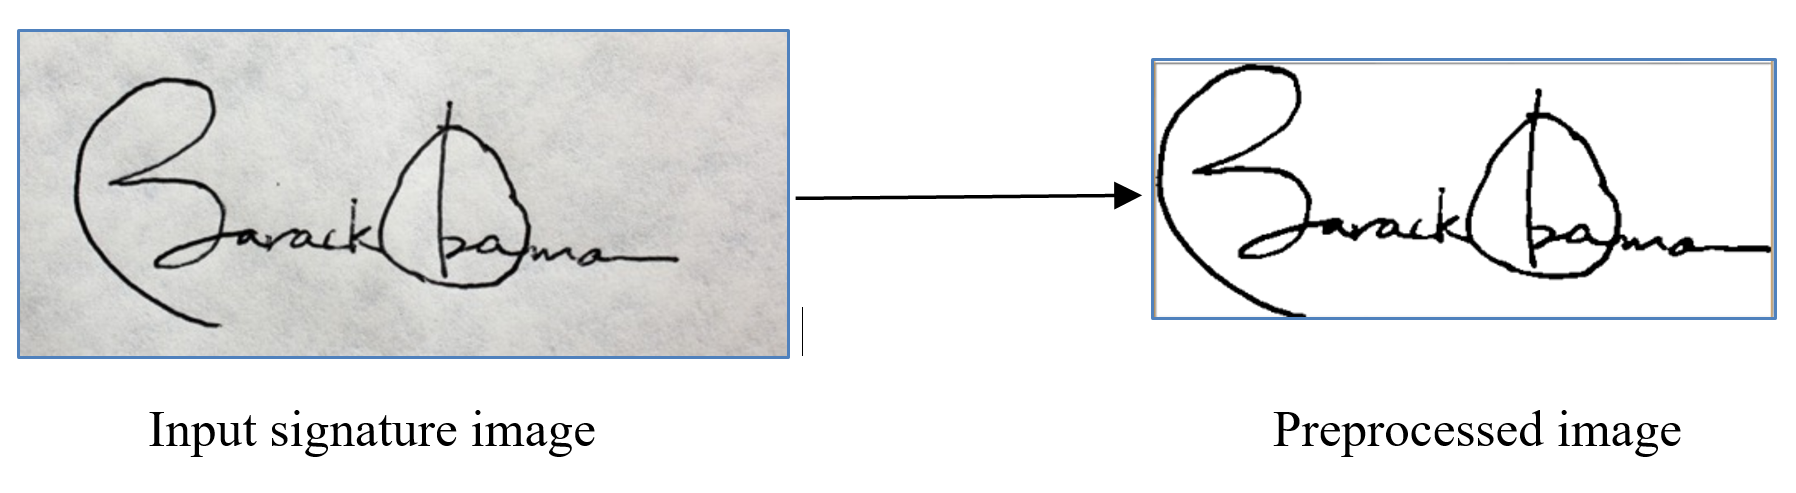 Barack Obama
Barack Obama
Input signature image
Preprocessed image